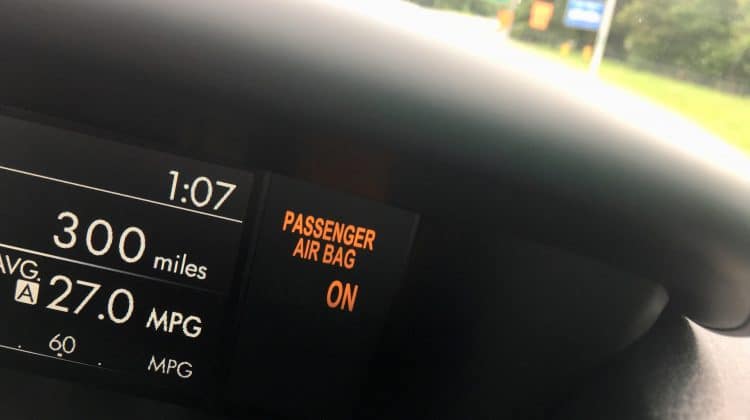 1:07
300 miles
AVG.
A 27.0 MPG
60 MPG
PASSENGER
AIR BAG
ON